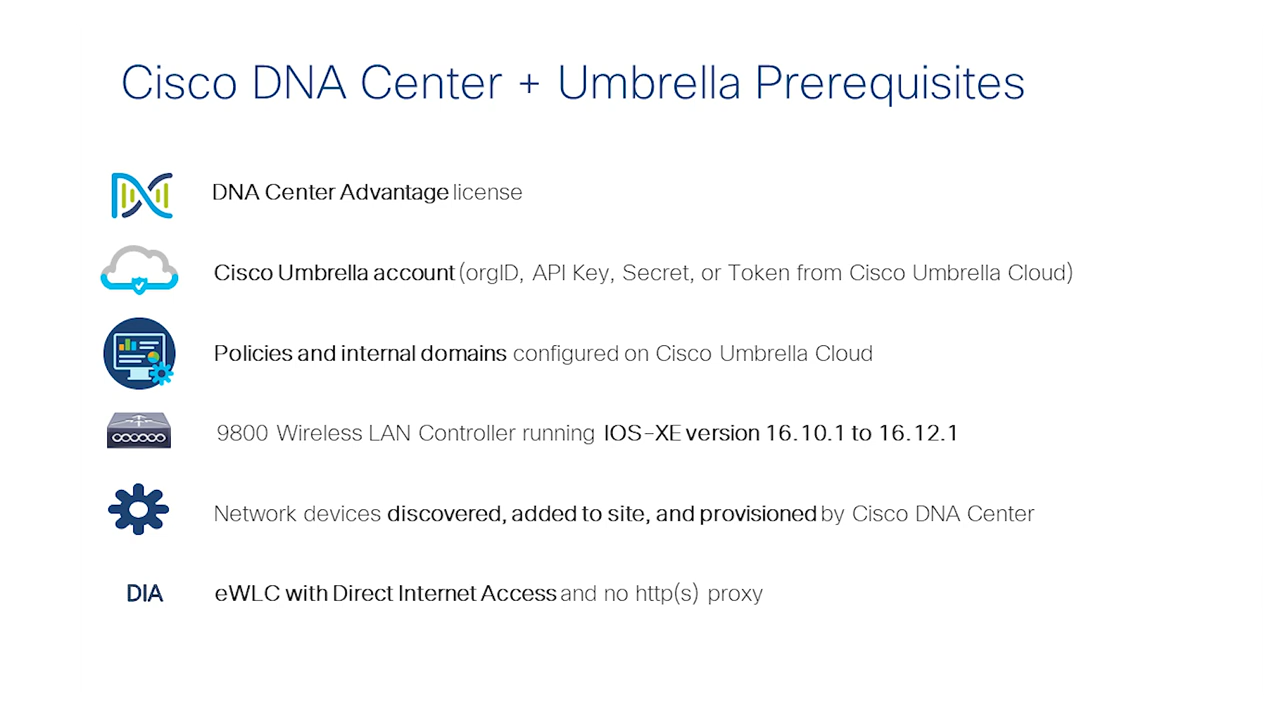 Cisco DNA Center + Umbrella Prerequisites
DNA Center Advantage license
Cisco Umbrella account (orgID, API Key, Secret, or Token from Cisco Umbrella Cloud)
Policies and internal domains configured on Cisco Umbrella Cloud
9800 Wireless LAN Controller running IOS-XE version 16.10.1 to 16.12.1
Network devices discovered, added to site, and provisioned by Cisco DNA Center
DIA eWLC with Direct Internet Access and no http(s) proxy